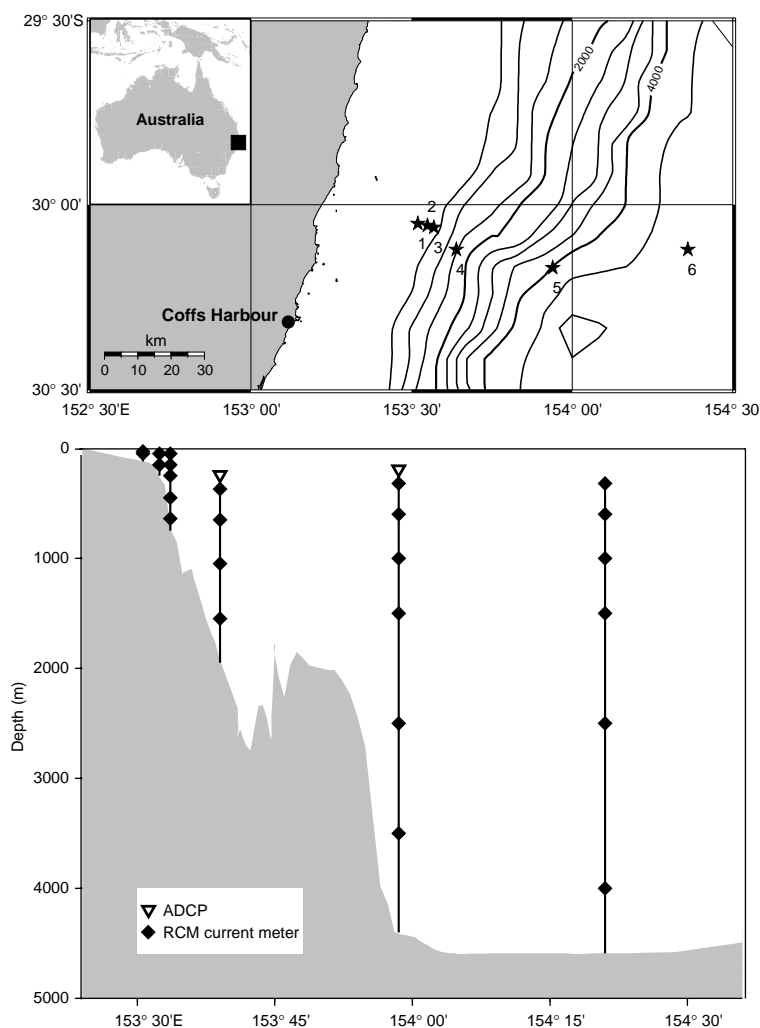 29° 30'S
2000
4000
Australia
30° 00'
2
1
3
4
5
6
Coffs Harbour
km
0 10 20 30
30° 30'
152° 30'E
153° 00'
153° 30'
154° 00'
154° 30
0
1000
2000
3000
4000
5000
Depth (m)
ADCP
RCM current meter
153° 30'E
153° 45'
154° 00'
154° 15'
154° 30'